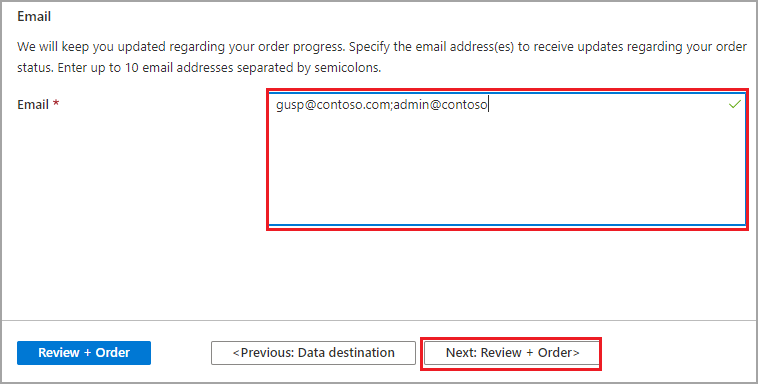 Email
We will keep you updated regarding your order progress. Specify the email address(es) to receive updates regarding your order
status. Enter up to 10 email addresses separated by semicolons.
Email *
gusp@contoso.com;admin@contoso
Review + Order
<Previous: Data destination
Next: Review + Order>